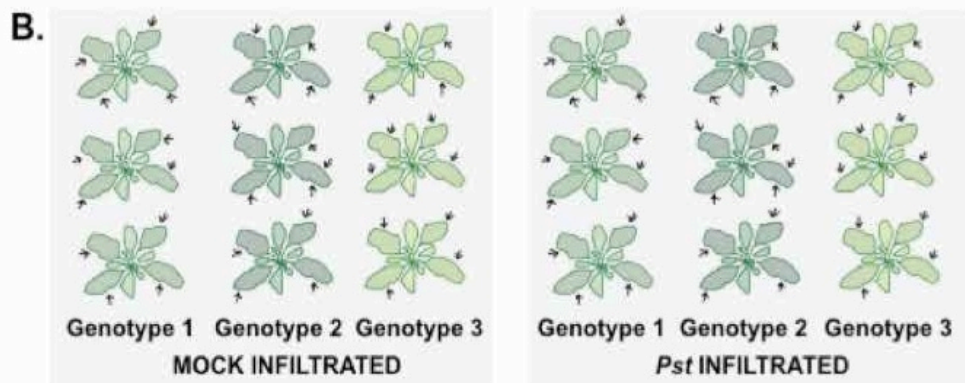 B.
Genotype 1 Genotype 2 Genotype 3
MOCK INFILTRATED
Genotype 1 Genotype 2 Genotype 3
Pst INFILTRATED